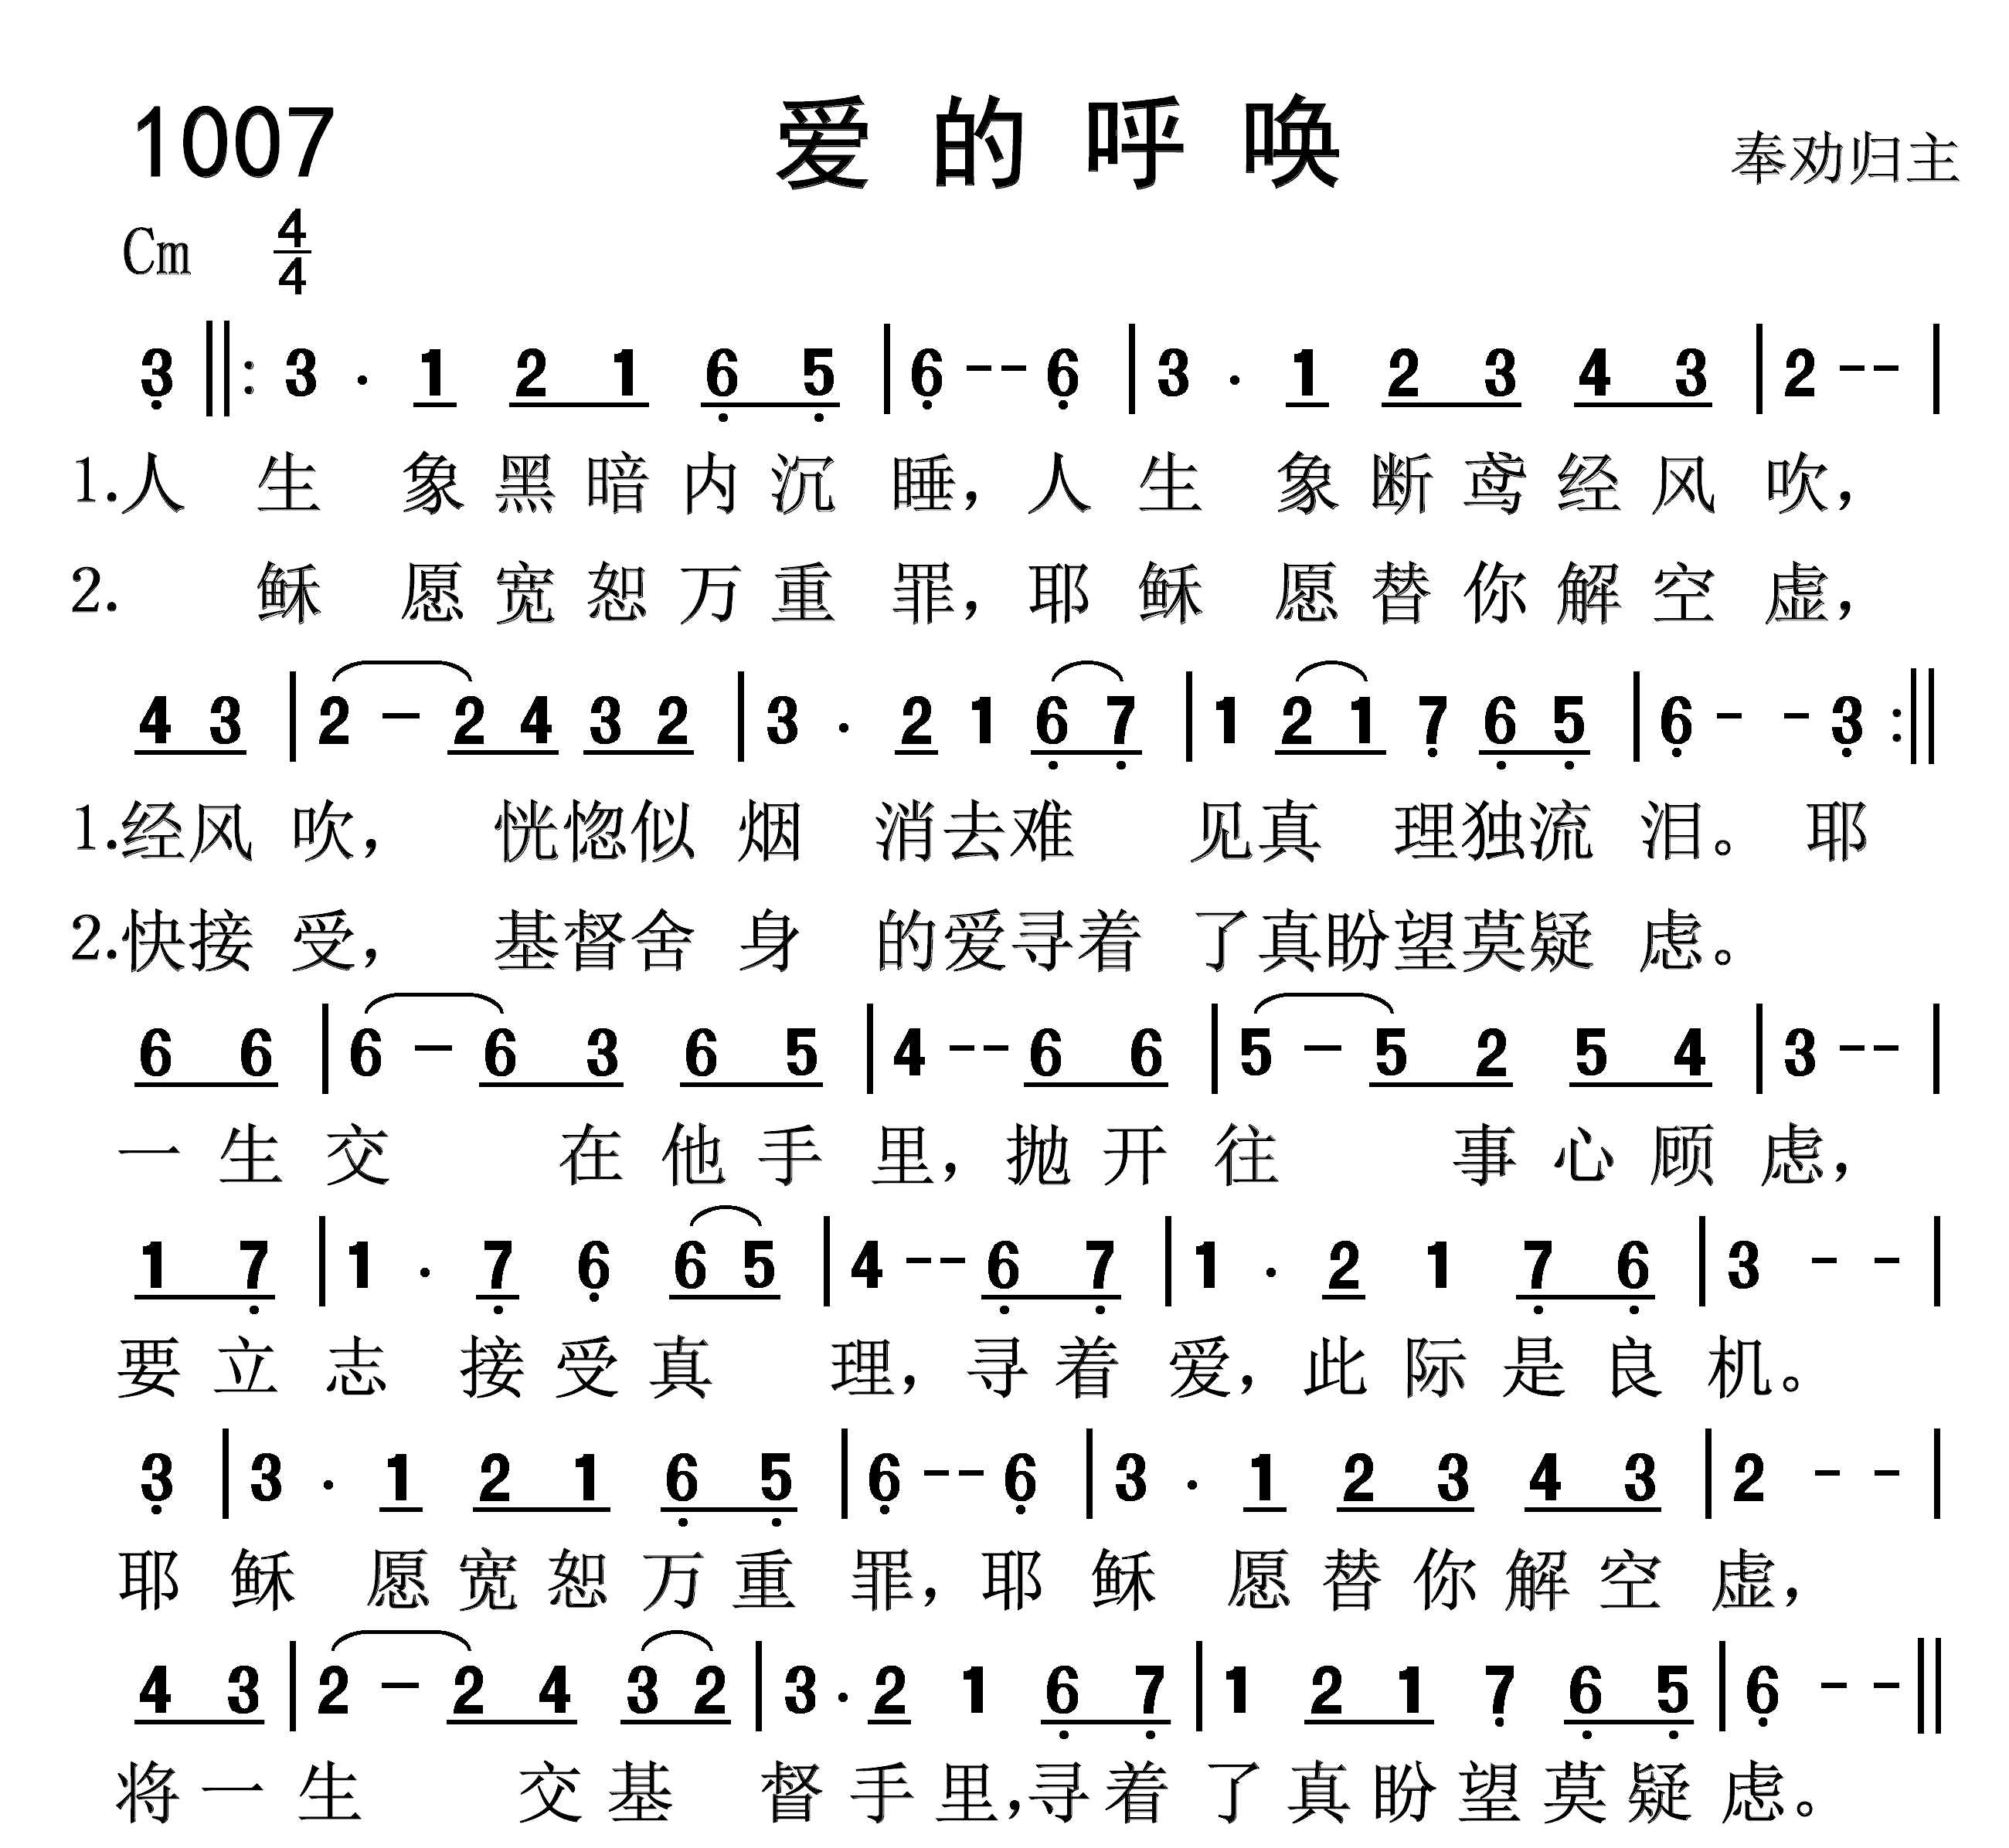 1007 爱的呼唤 奉劝归主
Cm 4/4
3̣ ‖: 3 · 1 2 1 6̣ 5̣ | 6̣ - - 6̣ | 3 · 1 2 3 4 3 | 2 - - |
1.人 生 象黑暗内沉 睡，人 生 象断鸢经风 吹，
2. 稣 愿宽恕万重 罪，耶 稣 愿替你解空 虚，
4 3 | 2 - 2 4 3 2 | 3 · 2 1 6̣ 7̣ | 1 2 1 7̣ 6̣ 5̣ | 6̣ - - 3̣ :‖
1.经风 吹， 恍惚似 烟 消去难 见真 理独流 泪。 耶
2.快接 受， 基督舍 身 的爱寻着 了真盼望莫疑 虑。
6 6 | 6 - 6 3 6 5 | 4 - - 6 6 | 5 - 5 2 5 4 | 3 - - |
一生 交 在他手 里，抛开 往 事心顾 虑，
1 7̣ | 1 · 7̣ 6̣ 6 5 | 4 - - 6̣ 7̣ | 1 · 2 1 7̣ 6̣ | 3 - - |
要立 志 接受真 理，寻着 爱，此际是良 机。
3̣ | 3 · 1 2 1 6̣ 5̣ | 6̣ - - 6̣ | 3 · 1 2 3 4 3 | 2 - - |
耶 稣 愿宽恕万重 罪，耶 稣 愿替你解空 虚，
4 3 | 2 - 2 4 3 2 | 3 · 2 1 6̣ 7̣ | 1 2 1 7̣ 6̣ 5̣ | 6̣ - - ‖
将一 生 交基 督手里，寻着 了真盼望莫疑 虑。